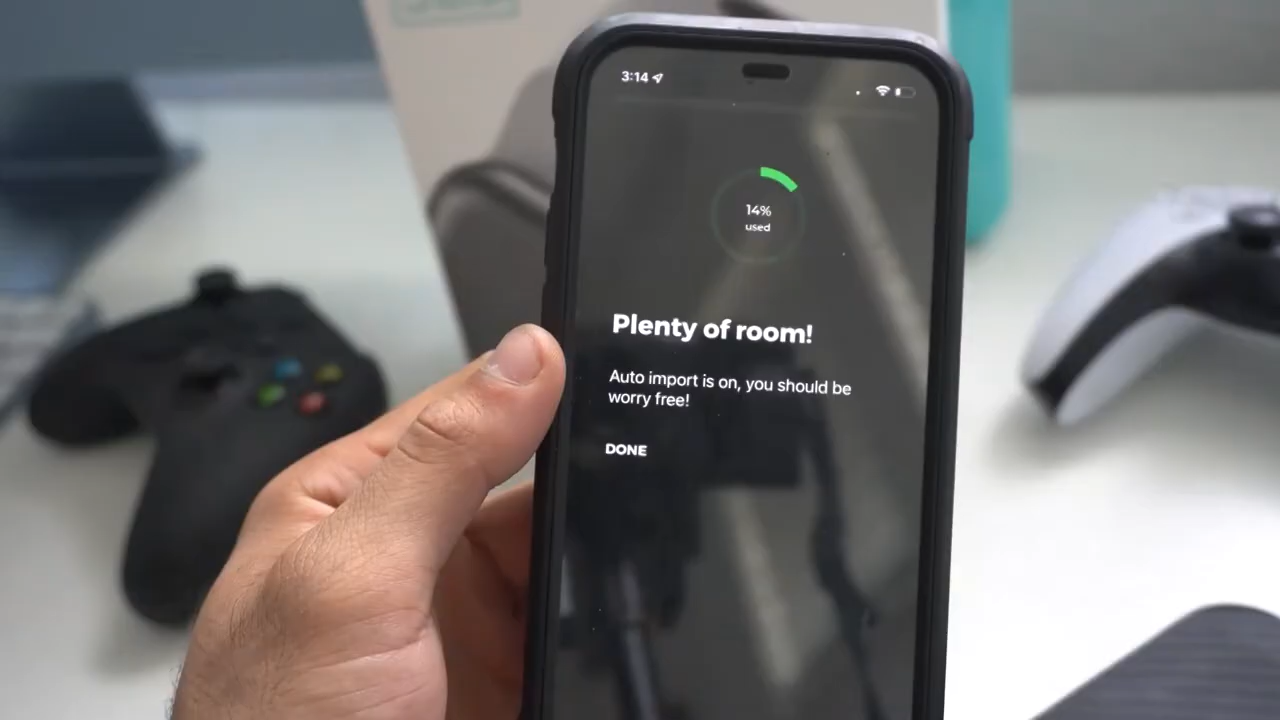 3:14
14%
used
Plenty of room!
Auto import is on, you should be
worry free!
DONE